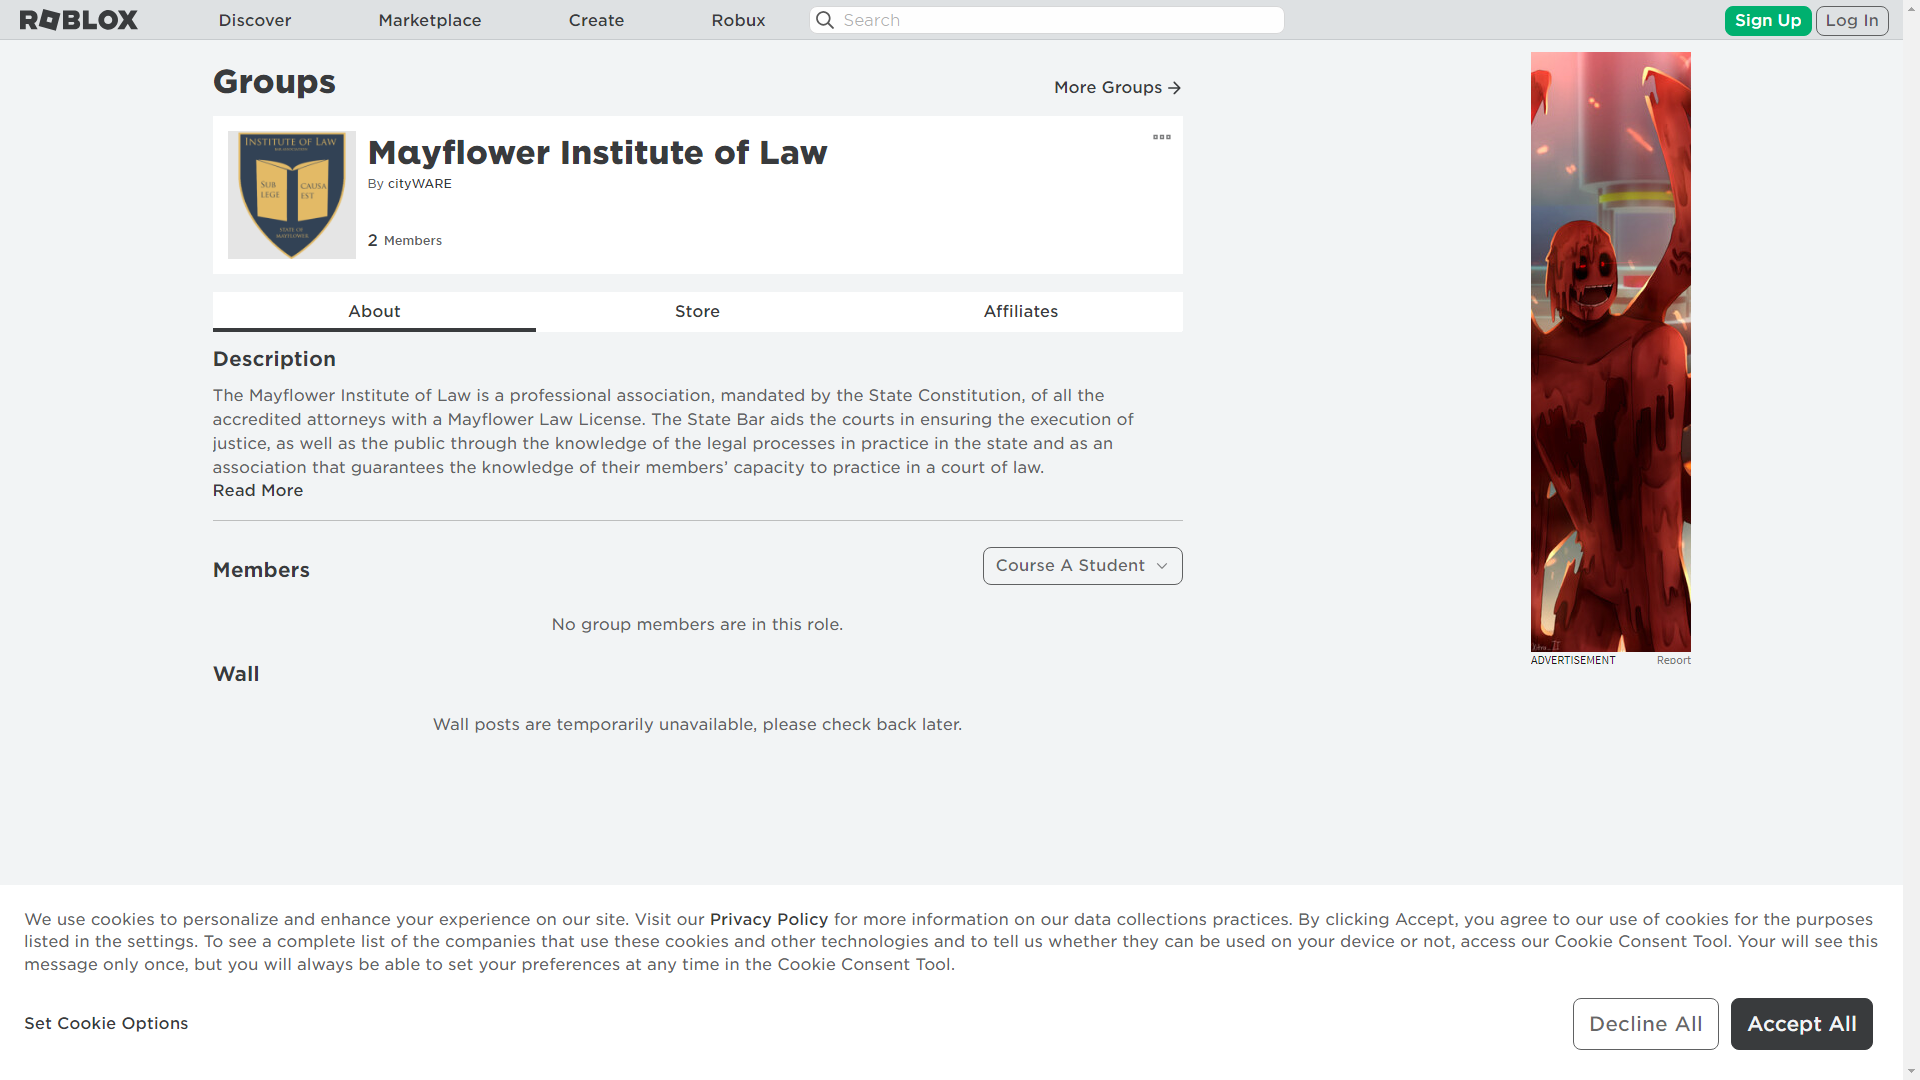 ROBLOX
Discover
Marketplace
Create
Robux
Search
Sign Up
Log In
Groups
More Groups
INSTITUTE OF LAW
SUB LEGE
CAUSA EST
STATE OF
MAYFLOWER
Mayflower Institute of Law
By cityWARE
2 Members
About
Store
Affiliates
Description
The Mayflower Institute of Law is a professional association, mandated by the State Constitution, of all the
accredited attorneys with a Mayflower Law License. The State Bar aids the courts in ensuring the execution of
justice, as well as the public through the knowledge of the legal processes in practice in the state and as an
association that guarantees the knowledge of their members’ capacity to practice in a court of law.
Read More
Members
Course A Student
No group members are in this role.
Wall
Wall posts are temporarily unavailable, please check back later.
ADVERTISEMENT
Report
We use cookies to personalize and enhance your experience on our site. Visit our Privacy Policy for more information on our data collections practices. By clicking Accept, you agree to our use of cookies for the purposes
listed in the settings. To see a complete list of the companies that use these cookies and other technologies and to tell us whether they can be used on your device or not, access our Cookie Consent Tool. Your will see this
message only once, but you will always be able to set your preferences at any time in the Cookie Consent Tool.
Set Cookie Options
Decline All
Accept All